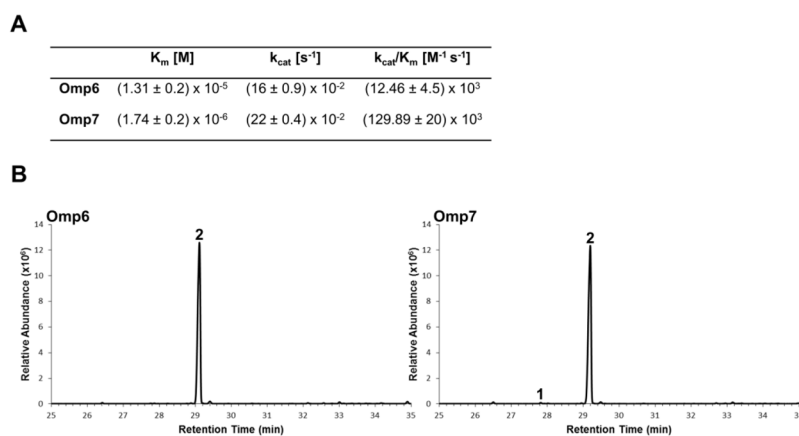 A
Km [M] kcat [s-1] kcat/Km [M-1 s-1]
Omp6 (1.31 ± 0.2) x 10-5 (16 ± 0.9) x 10-2 (12.46 ± 4.5) x 103
Omp7 (1.74 ± 0.2) x 10-6 (22 ± 0.4) x 10-2 (129.89 ± 20) x 103
B
Omp6
14
12
10
8
6
4
2
0
Relative Abundance (x106)
2
25 26 27 28 29 30 31 32 33 34 35
Retention Time (min)
Omp7
14
12
10
8
6
4
2
0
Relative Abundance (x106)
1
2
25 26 27 28 29 30 31 32 33 34 35
Retention Time (min)